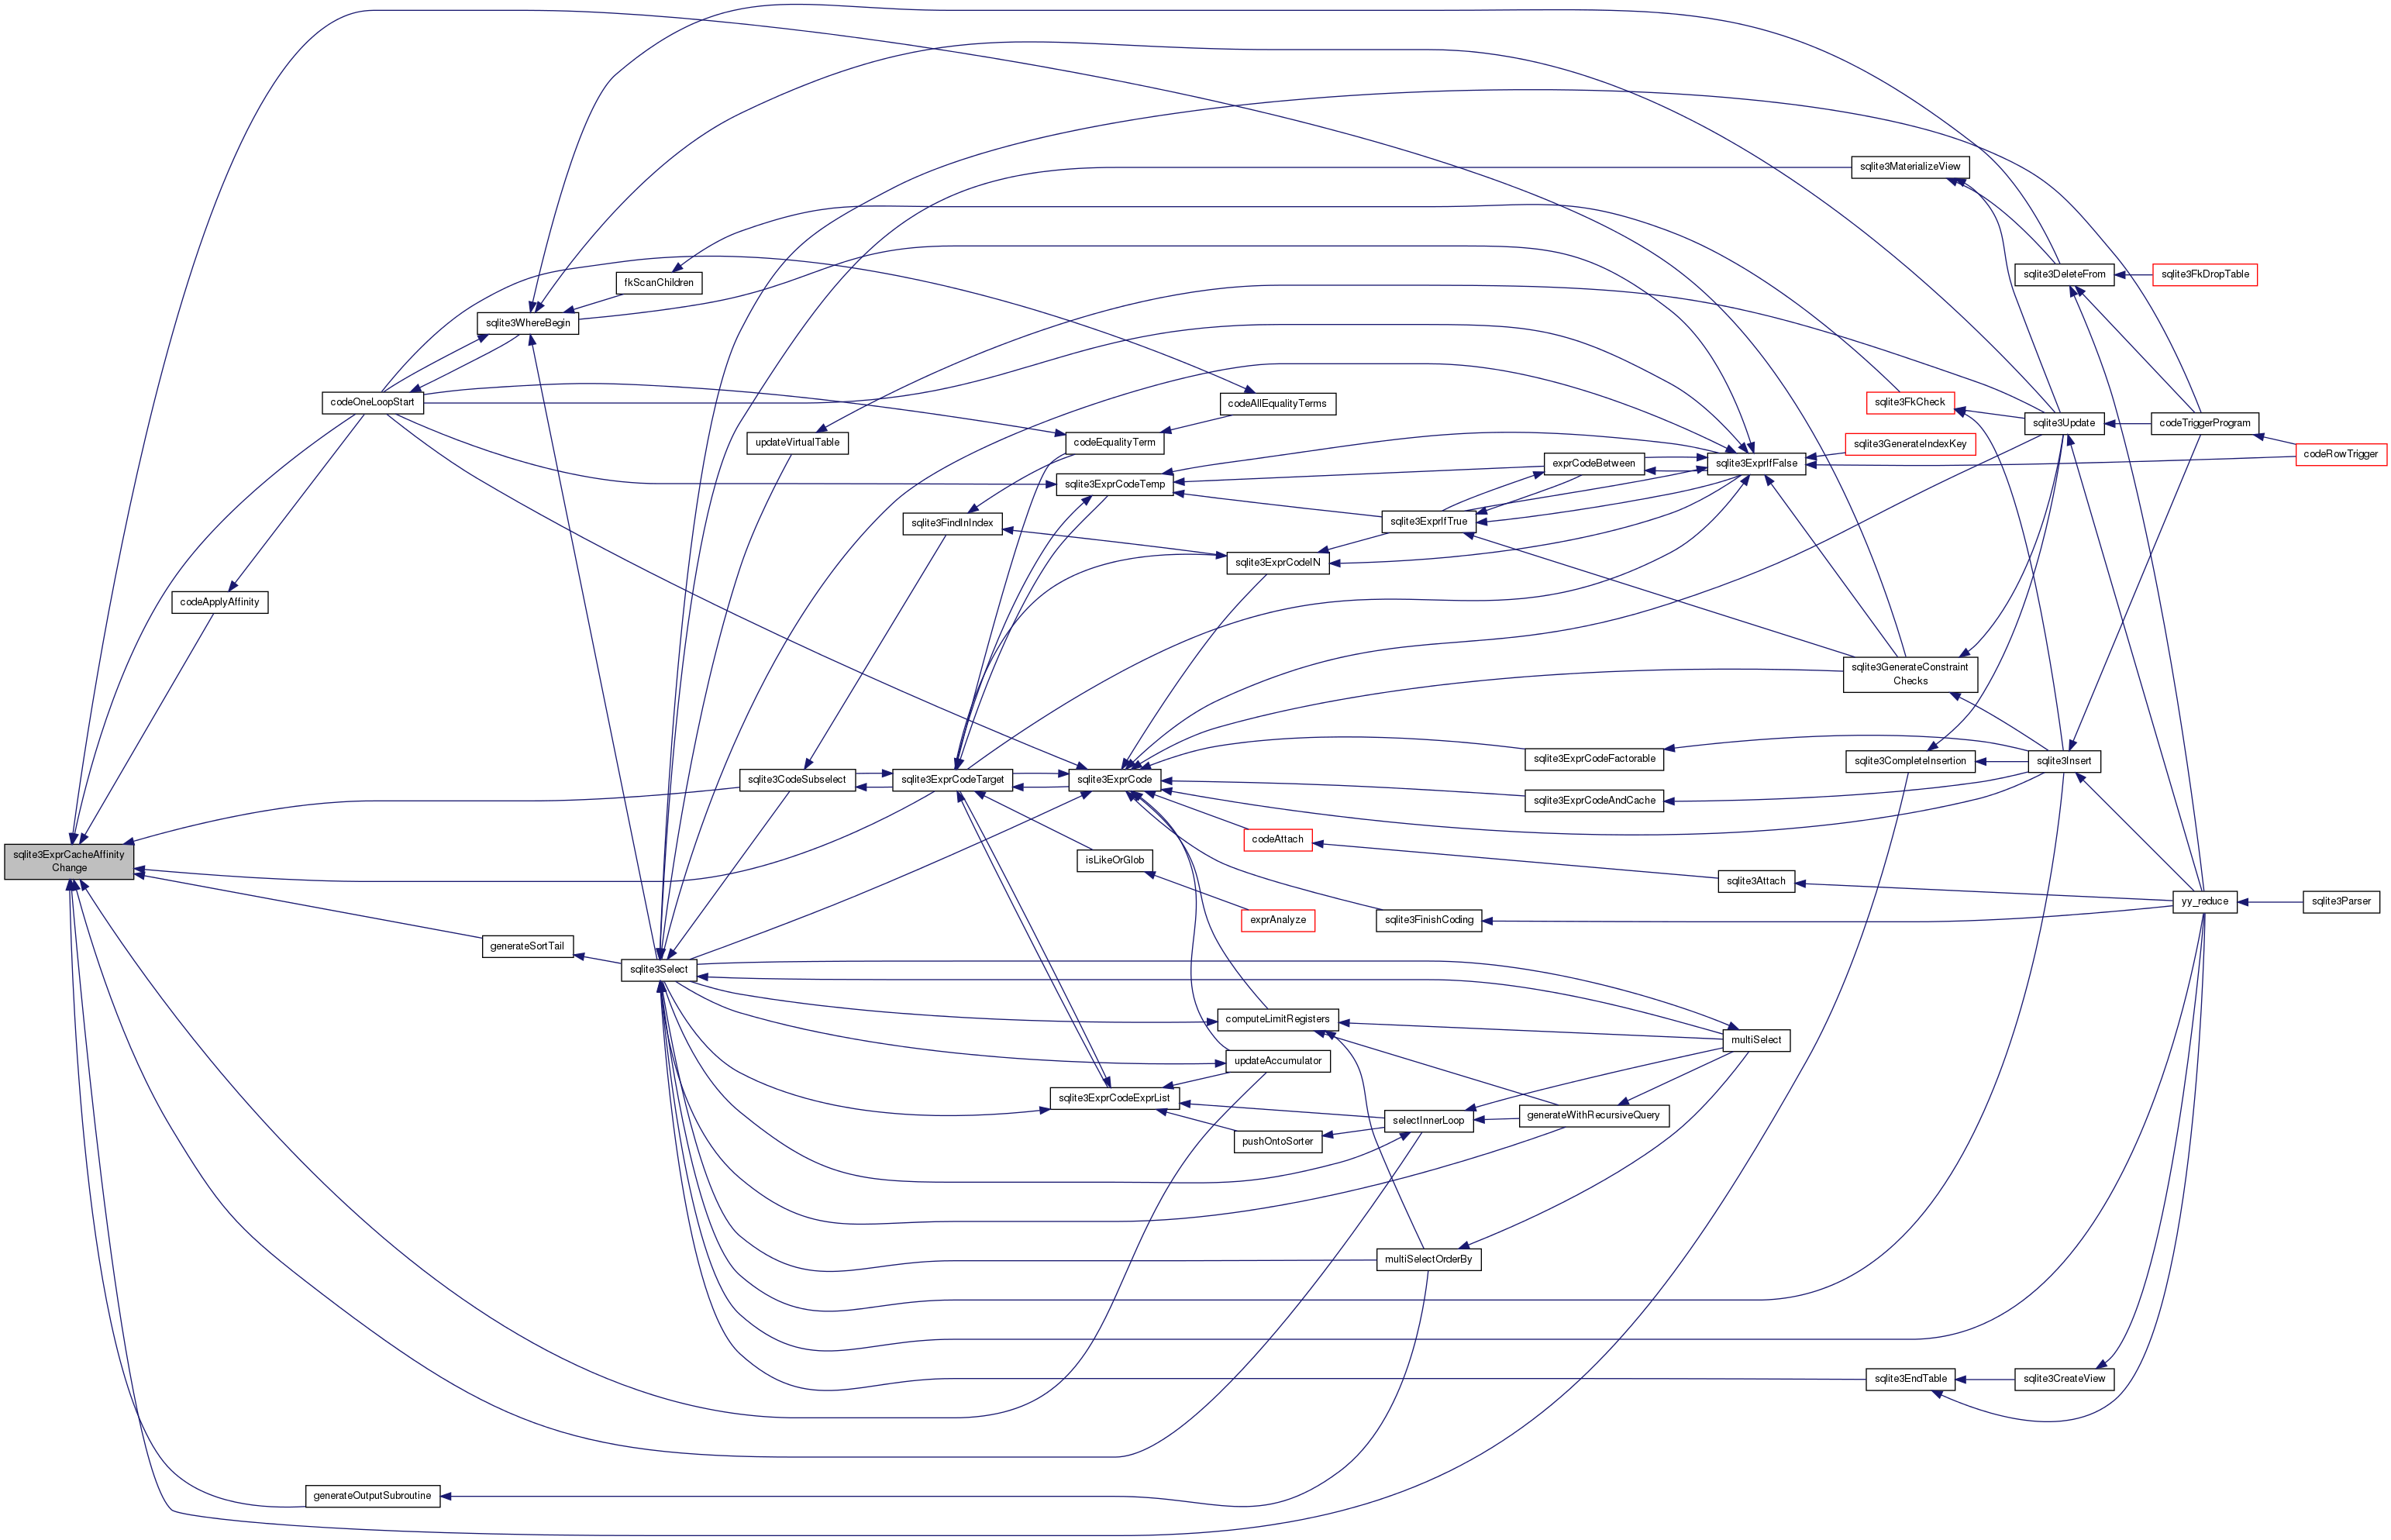 sqlite3ExprCacheAffinity
Change
codeApplyAffinity
codeOneLoopStart
generateOutputSubroutine
sqlite3WhereBegin
generateSortTail
fkScanChildren
sqlite3Select
updateVirtualTable
sqlite3CodeSubselect
sqlite3FindInIndex
sqlite3ExprCodeTarget
codeEqualityTerm
sqlite3ExprCodeTemp
sqlite3ExprCode
isLikeOrGlob
sqlite3ExprCodeExprList
codeAllEqualityTerms
sqlite3ExprCodeIN
codeAttach
exprAnalyze
computeLimitRegisters
updateAccumulator
pushOntoSorter
sqlite3ExprIfTrue
sqlite3FinishCoding
selectInnerLoop
multiSelectOrderBy
exprCodeBetween
sqlite3ExprCodeFactorable
sqlite3ExprCodeAndCache
generateWithRecursiveQuery
sqlite3ExprIfFalse
sqlite3Attach
multiSelect
sqlite3MaterializeView
sqlite3FkCheck
sqlite3GenerateIndexKey
sqlite3GenerateConstraint
Checks
sqlite3CompleteInsertion
sqlite3EndTable
sqlite3DeleteFrom
sqlite3Update
sqlite3Insert
sqlite3CreateView
sqlite3FkDropTable
codeTriggerProgram
yy_reduce
codeRowTrigger
sqlite3Parser